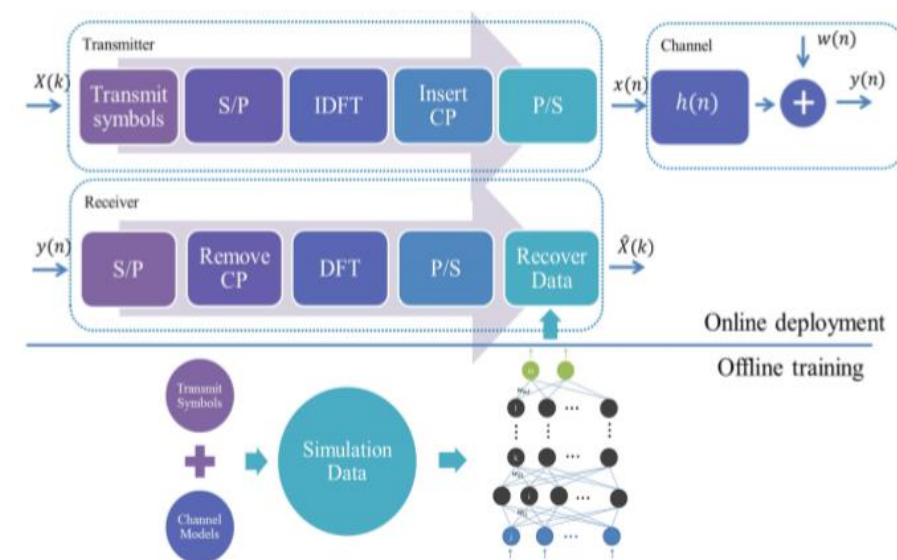 Transmitter
X(k)
Transmit
symbols
S/P
IDFT
Insert
CP
P/S
x(n)
Channel
h(n)
w(n)
+
y(n)
Receiver
y(n)
S/P
Remove
CP
DFT
P/S
Recover
Data
X̂(k)
Online deployment
Offline training
Transmit
Symbols
Channel
Models
Simulation
Data
...
...
...
...
...